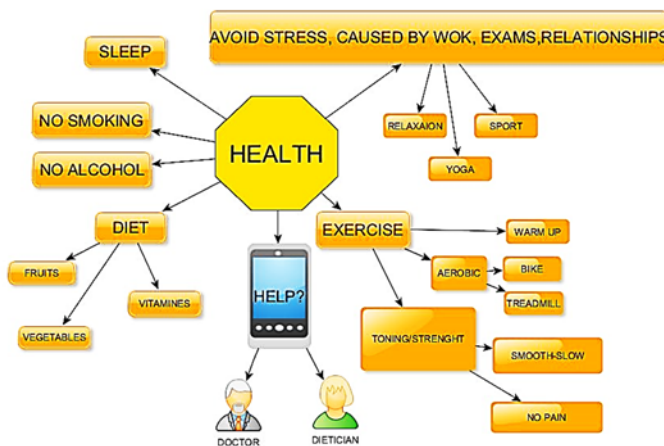 AVOID STRESS, CAUSED BY WOK, EXAMS,RELATIONSHIPS
SLEEP
NO SMOKING
NO ALCOHOL
HEALTH
RELAXAION
SPORT
YOGA
DIET
FRUITS
VITAMINES
VEGETABLES
HELP?
DOCTOR
DIETICIAN
EXERCISE
WARM UP
AEROBIC
BIKE
TREADMILL
TONING/STRENGHT
SMOOTH-SLOW
NO PAIN